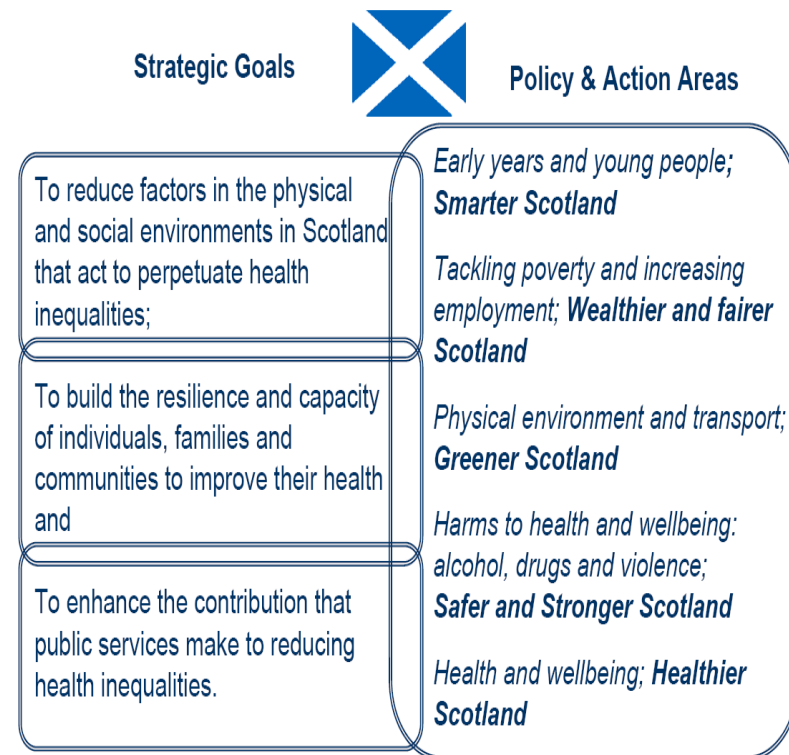 Strategic Goals
Policy & Action Areas
To reduce factors in the physical
and social environments in Scotland
that act to perpetuate health
inequalities;
To build the resilience and capacity
of individuals, families and
communities to improve their health
and
To enhance the contribution that
public services make to reducing
health inequalities.
Early years and young people;
Smarter Scotland
Tackling poverty and increasing
employment; Wealthier and fairer
Scotland
Physical environment and transport;
Greener Scotland
Harms to health and wellbeing:
alcohol, drugs and violence;
Safer and Stronger Scotland
Health and wellbeing; Healthier
Scotland